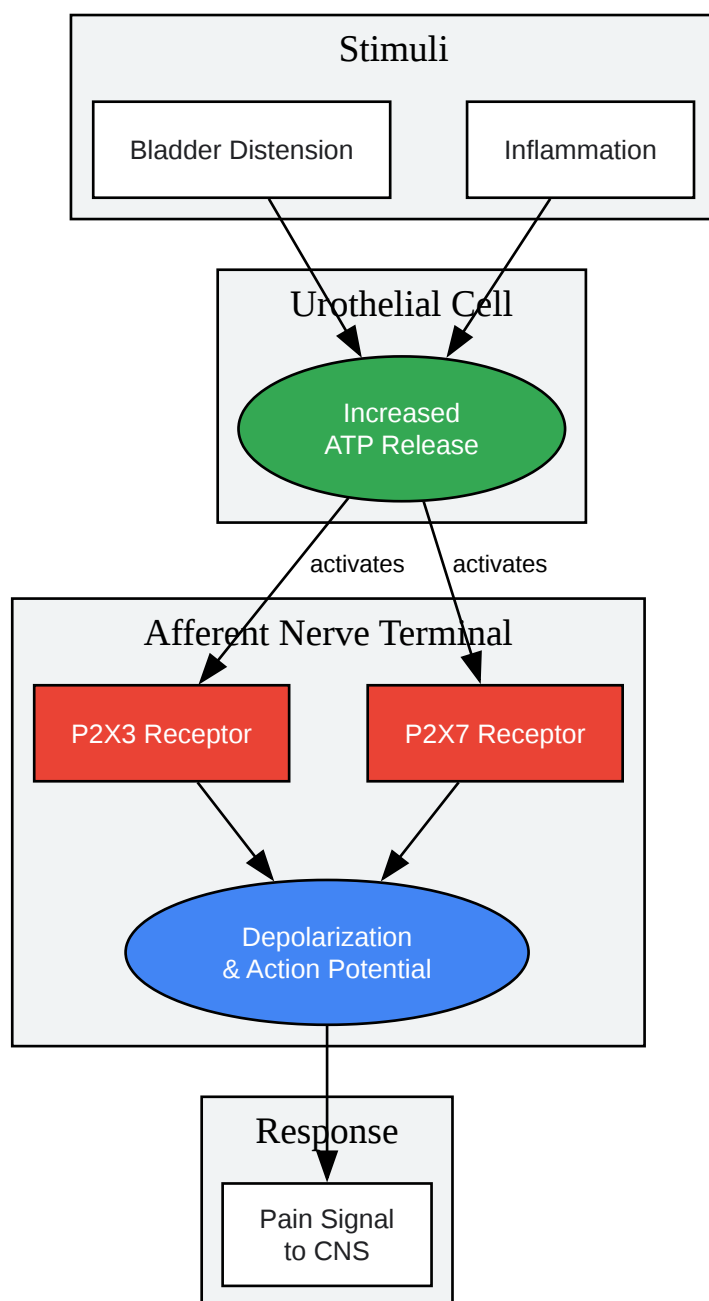 Stimuli
Bladder Distension
Inflammation
Urothelial Cell
Increased
ATP Release
activates
activates
Afferent Nerve Terminal
P2X3 Receptor
P2X7 Receptor
Depolarization
& Action Potential
Response
Pain Signal
to CNS